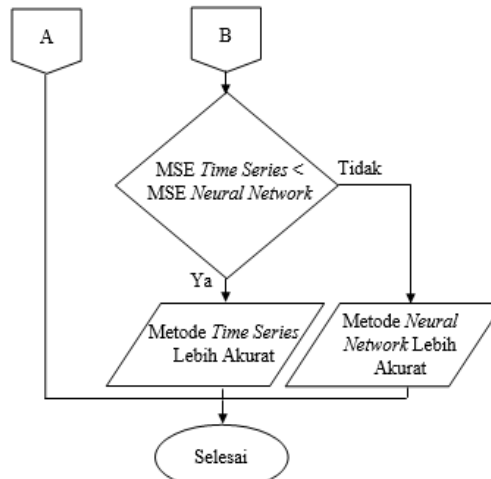 A
B
MSE Time Series <
MSE Neural Network
Tidak
Ya
Metode Time Series
Lebih Akurat
Metode Neural
Network Lebih
Akurat
Selesai